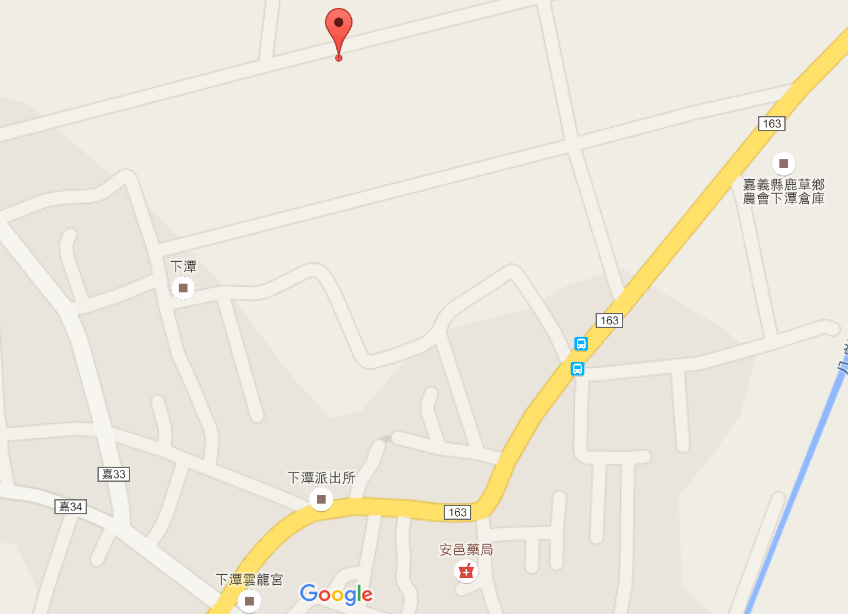 163
嘉義縣鹿草鄉
農會下潭倉庫
下潭
163
嘉33
下潭派出所
嘉34
163
安邑藥局
下潭雲龍宮
Google